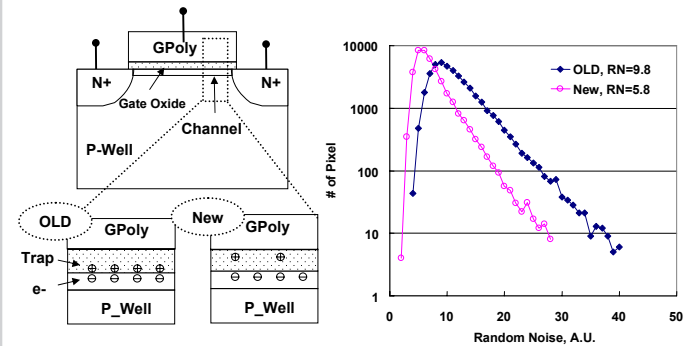 GPoly
N+
N+
Gate Oxide
Channel
P-Well
OLD
GPoly
Trap
e-
P_Well
New
GPoly
P_Well
10000
1000
100
10
1
# of Pixel
OLD, RN=9.8
New, RN=5.8
0
10
20
30
40
50
Random Noise, A.U.